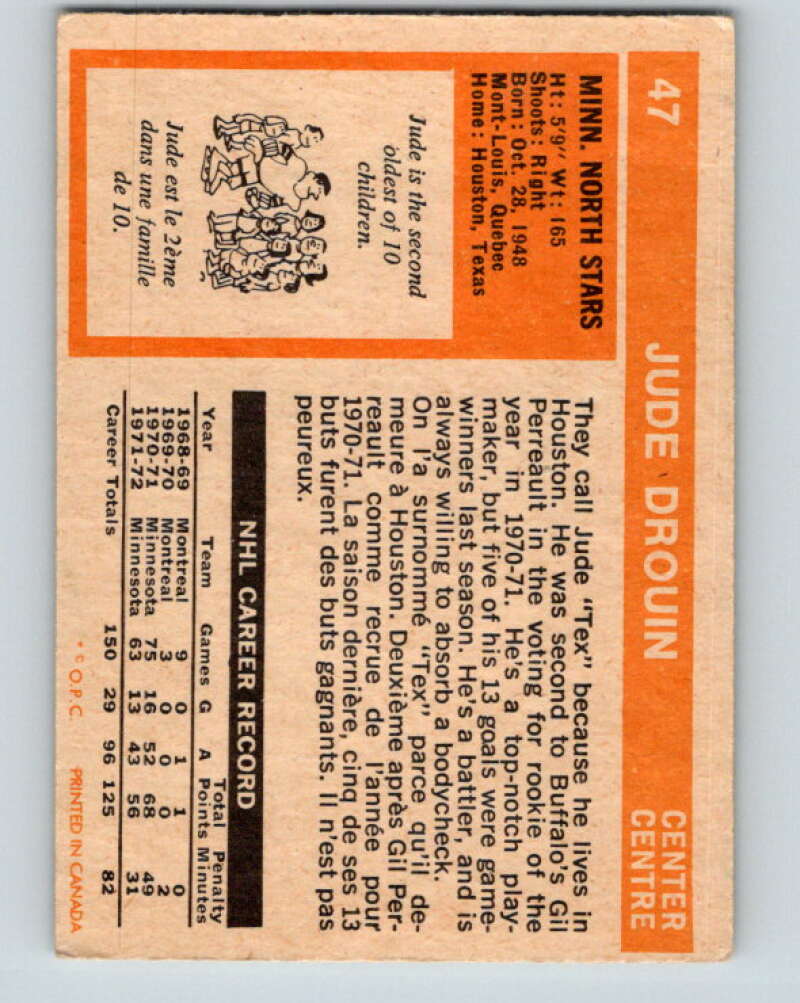 47 JUDE DROUIN CENTER
CENTRE
MINN. NORTH STARS
Ht: 5'9" Wt: 165
Shoots: Right
Born: Oct. 28, 1948
Mont-Louis, Quebec
Home: Houston, Texas
Jude is the second
oldest of 10
children.
Jude est le 2ème
dans une famille
de 10.
They call Jude "Tex" because he lives in
Houston. He was second to Buffalo's Gil
Perreault in the voting for rookie of the
year in 1970-71. He's a top-notch play-
maker, but five of his 13 goals were game-
winners last season. He's a battler, and is
always willing to absorb a bodycheck.
On l'a surnommé "Tex" parce qu'il de-
meure à Houston. Deuxième après Gil Per-
reault comme recrue de l'année pour
1970-71. La saison dernière, cinq de ses 13
buts furent des buts gagnants. Il n'est pas
peureux.
NHL CAREER RECORD
Total Penalty
Year Team Games G A Points Minutes
1968-69 Montreal 9 0 1 1 0
1969-70 Montreal 3 0 0 0 2
1970-71 Minnesota 75 16 52 68 49
1971-72 Minnesota 63 13 43 56 31
Career Totals 150 29 96 125 82
* © O.P.C. PRINTED IN CANADA